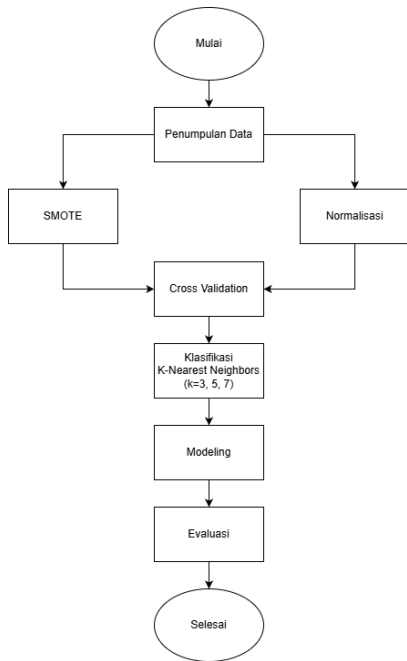 Mulai
Penumpulan Data
SMOTE
Normalisasi
Cross Validation
Klasifikasi
K-Nearest Neighbors
(k=3, 5, 7)
Modeling
Evaluasi
Selesai